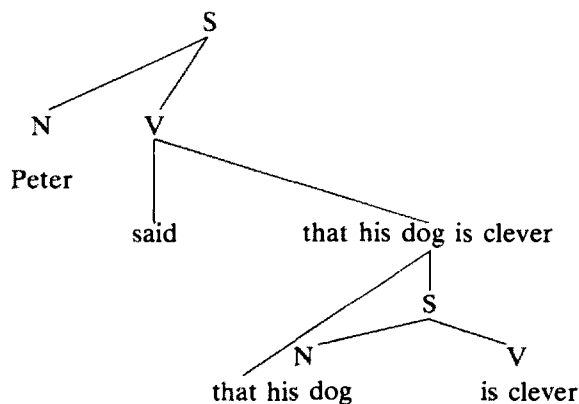 S
N V
Peter
said that his dog is clever
S
N V
that his dog is clever